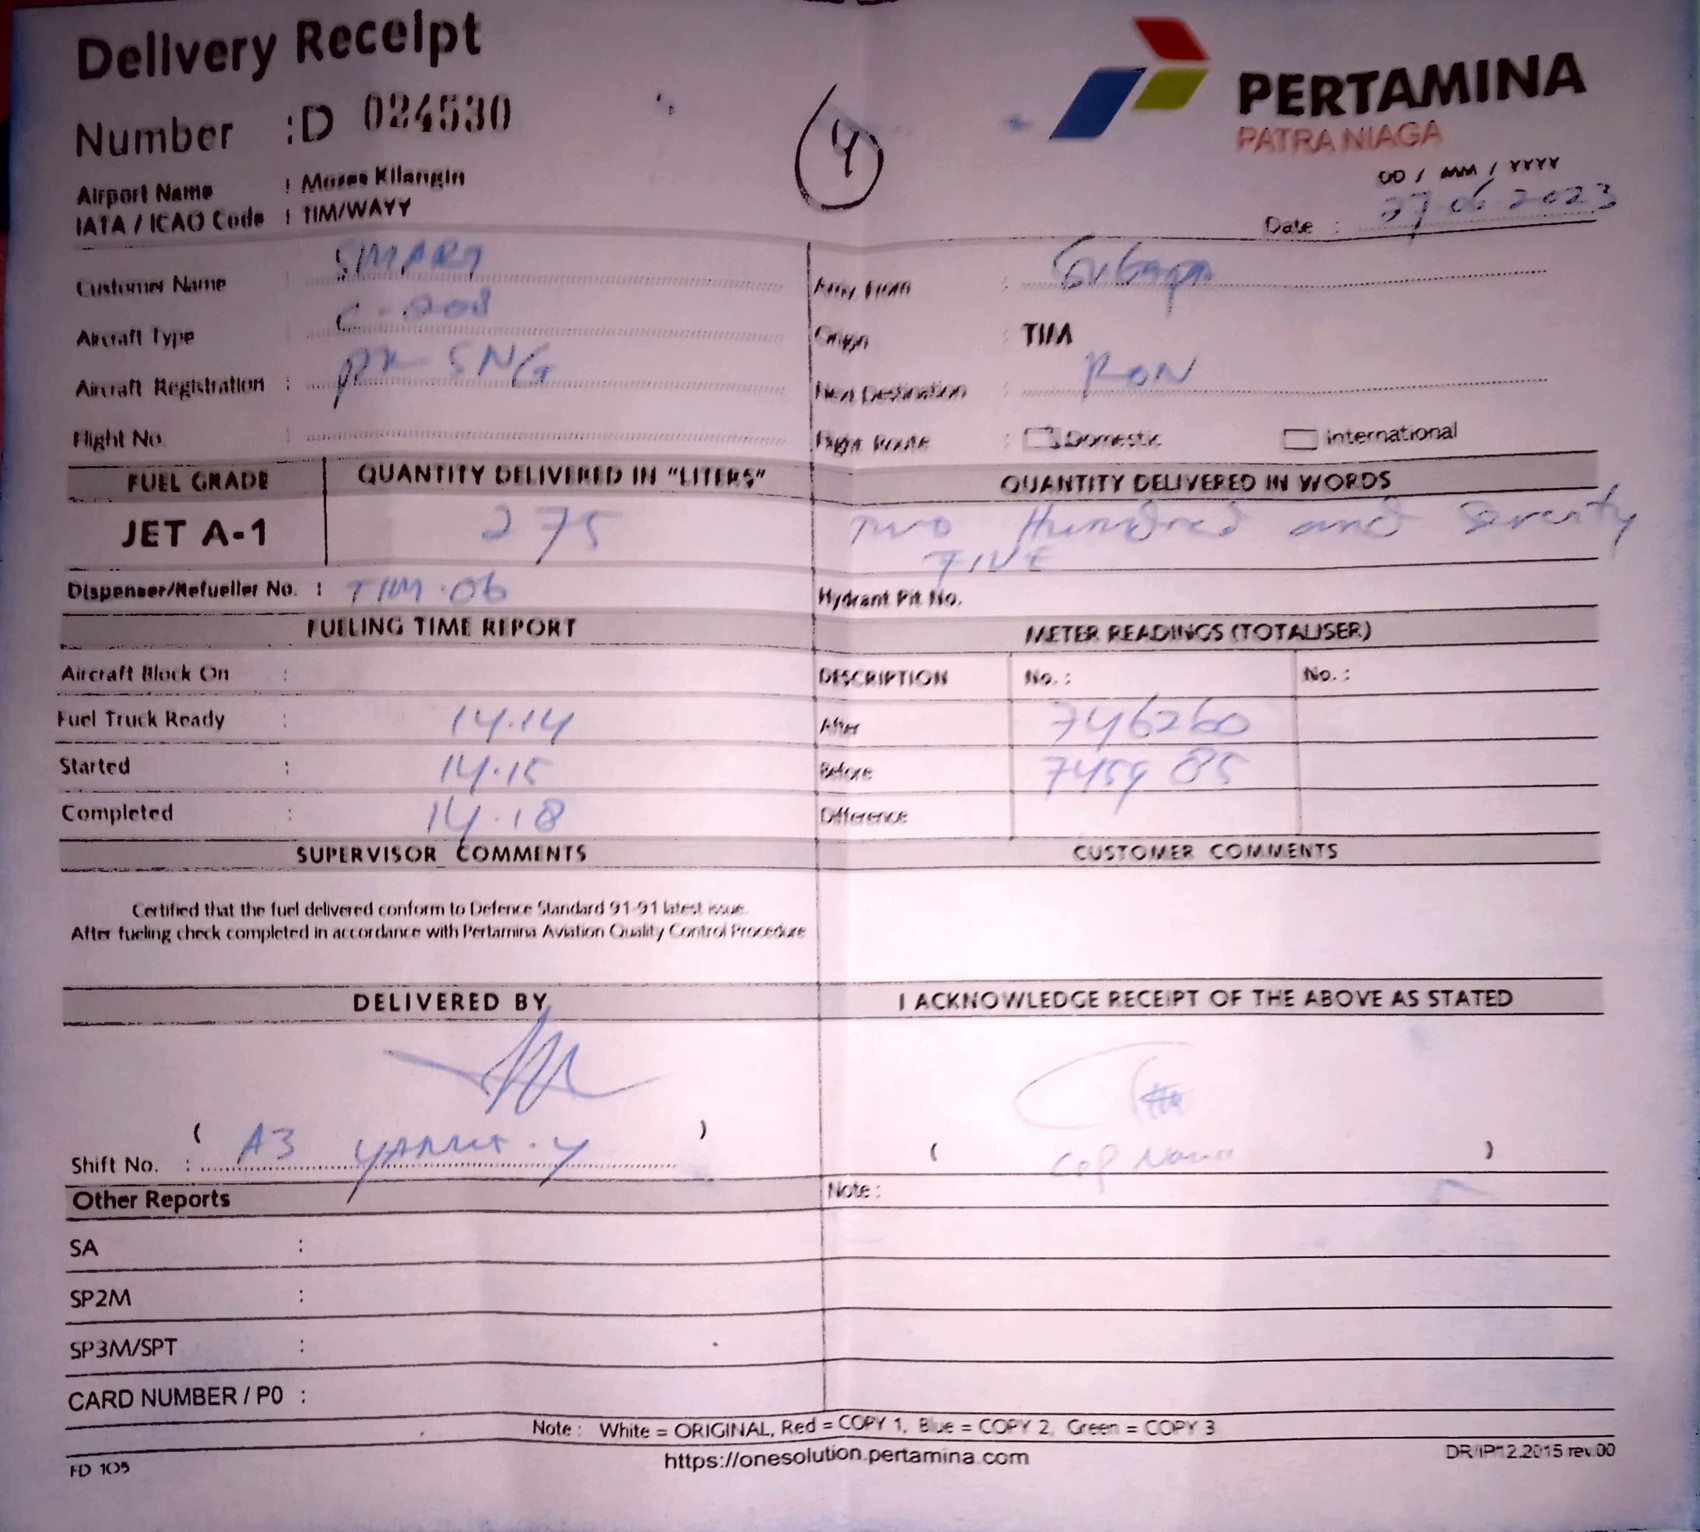 Delivery Receipt
Number : D 024530
4
PERTAMINA
PATRA NIAGA
Airport Name : Moses Kilangin
IATA / ICAO Code : TIM/WAYY
DD / MM / YYYY
Date : 27-06-2023
Customer Name : SMART
Aircraft Type : C-208
Aircraft Registration : PK-SNG
Flight No. :
Arriv. From :
Origin : TIM
Next Destination : RON
Flight Route : Domestic International
FUEL GRADE QUANTITY DELIVERED IN "LITERS" QUANTITY DELIVERED IN WORDS
JET A-1 275 TWO Hundred and Seventy
FIVE
Dispenser/Refueller No. : TIM.06 Hydrant Pit No.
FUELING TIME REPORT METER READINGS (TOTALISER)
Aircraft Block On : DESCRIPTION No. : No. :
Fuel Truck Ready : 14.14 After 746260
Started : 14.15 Before 745985
Completed : 14.18 Difference
SUPERVISOR COMMENTS CUSTOMER COMMENTS
Certified that the fuel delivered conform to Defence Standard 91-91 latest issue.
After fueling check completed in accordance with Pertamina Aviation Quality Control Procedure
DELIVERED BY I ACKNOWLEDGE RECEIPT OF THE ABOVE AS STATED
( ) ( )
Shift No. : A3
Other Reports Note :
SA :
SP2M :
SP3M/SPT :
CARD NUMBER / P0 :
Note : White = ORIGINAL, Red = COPY 1, Blue = COPY 2, Green = COPY 3
https://onesolution.pertamina.com
FD 105 DR/IP12.2015 rev.00